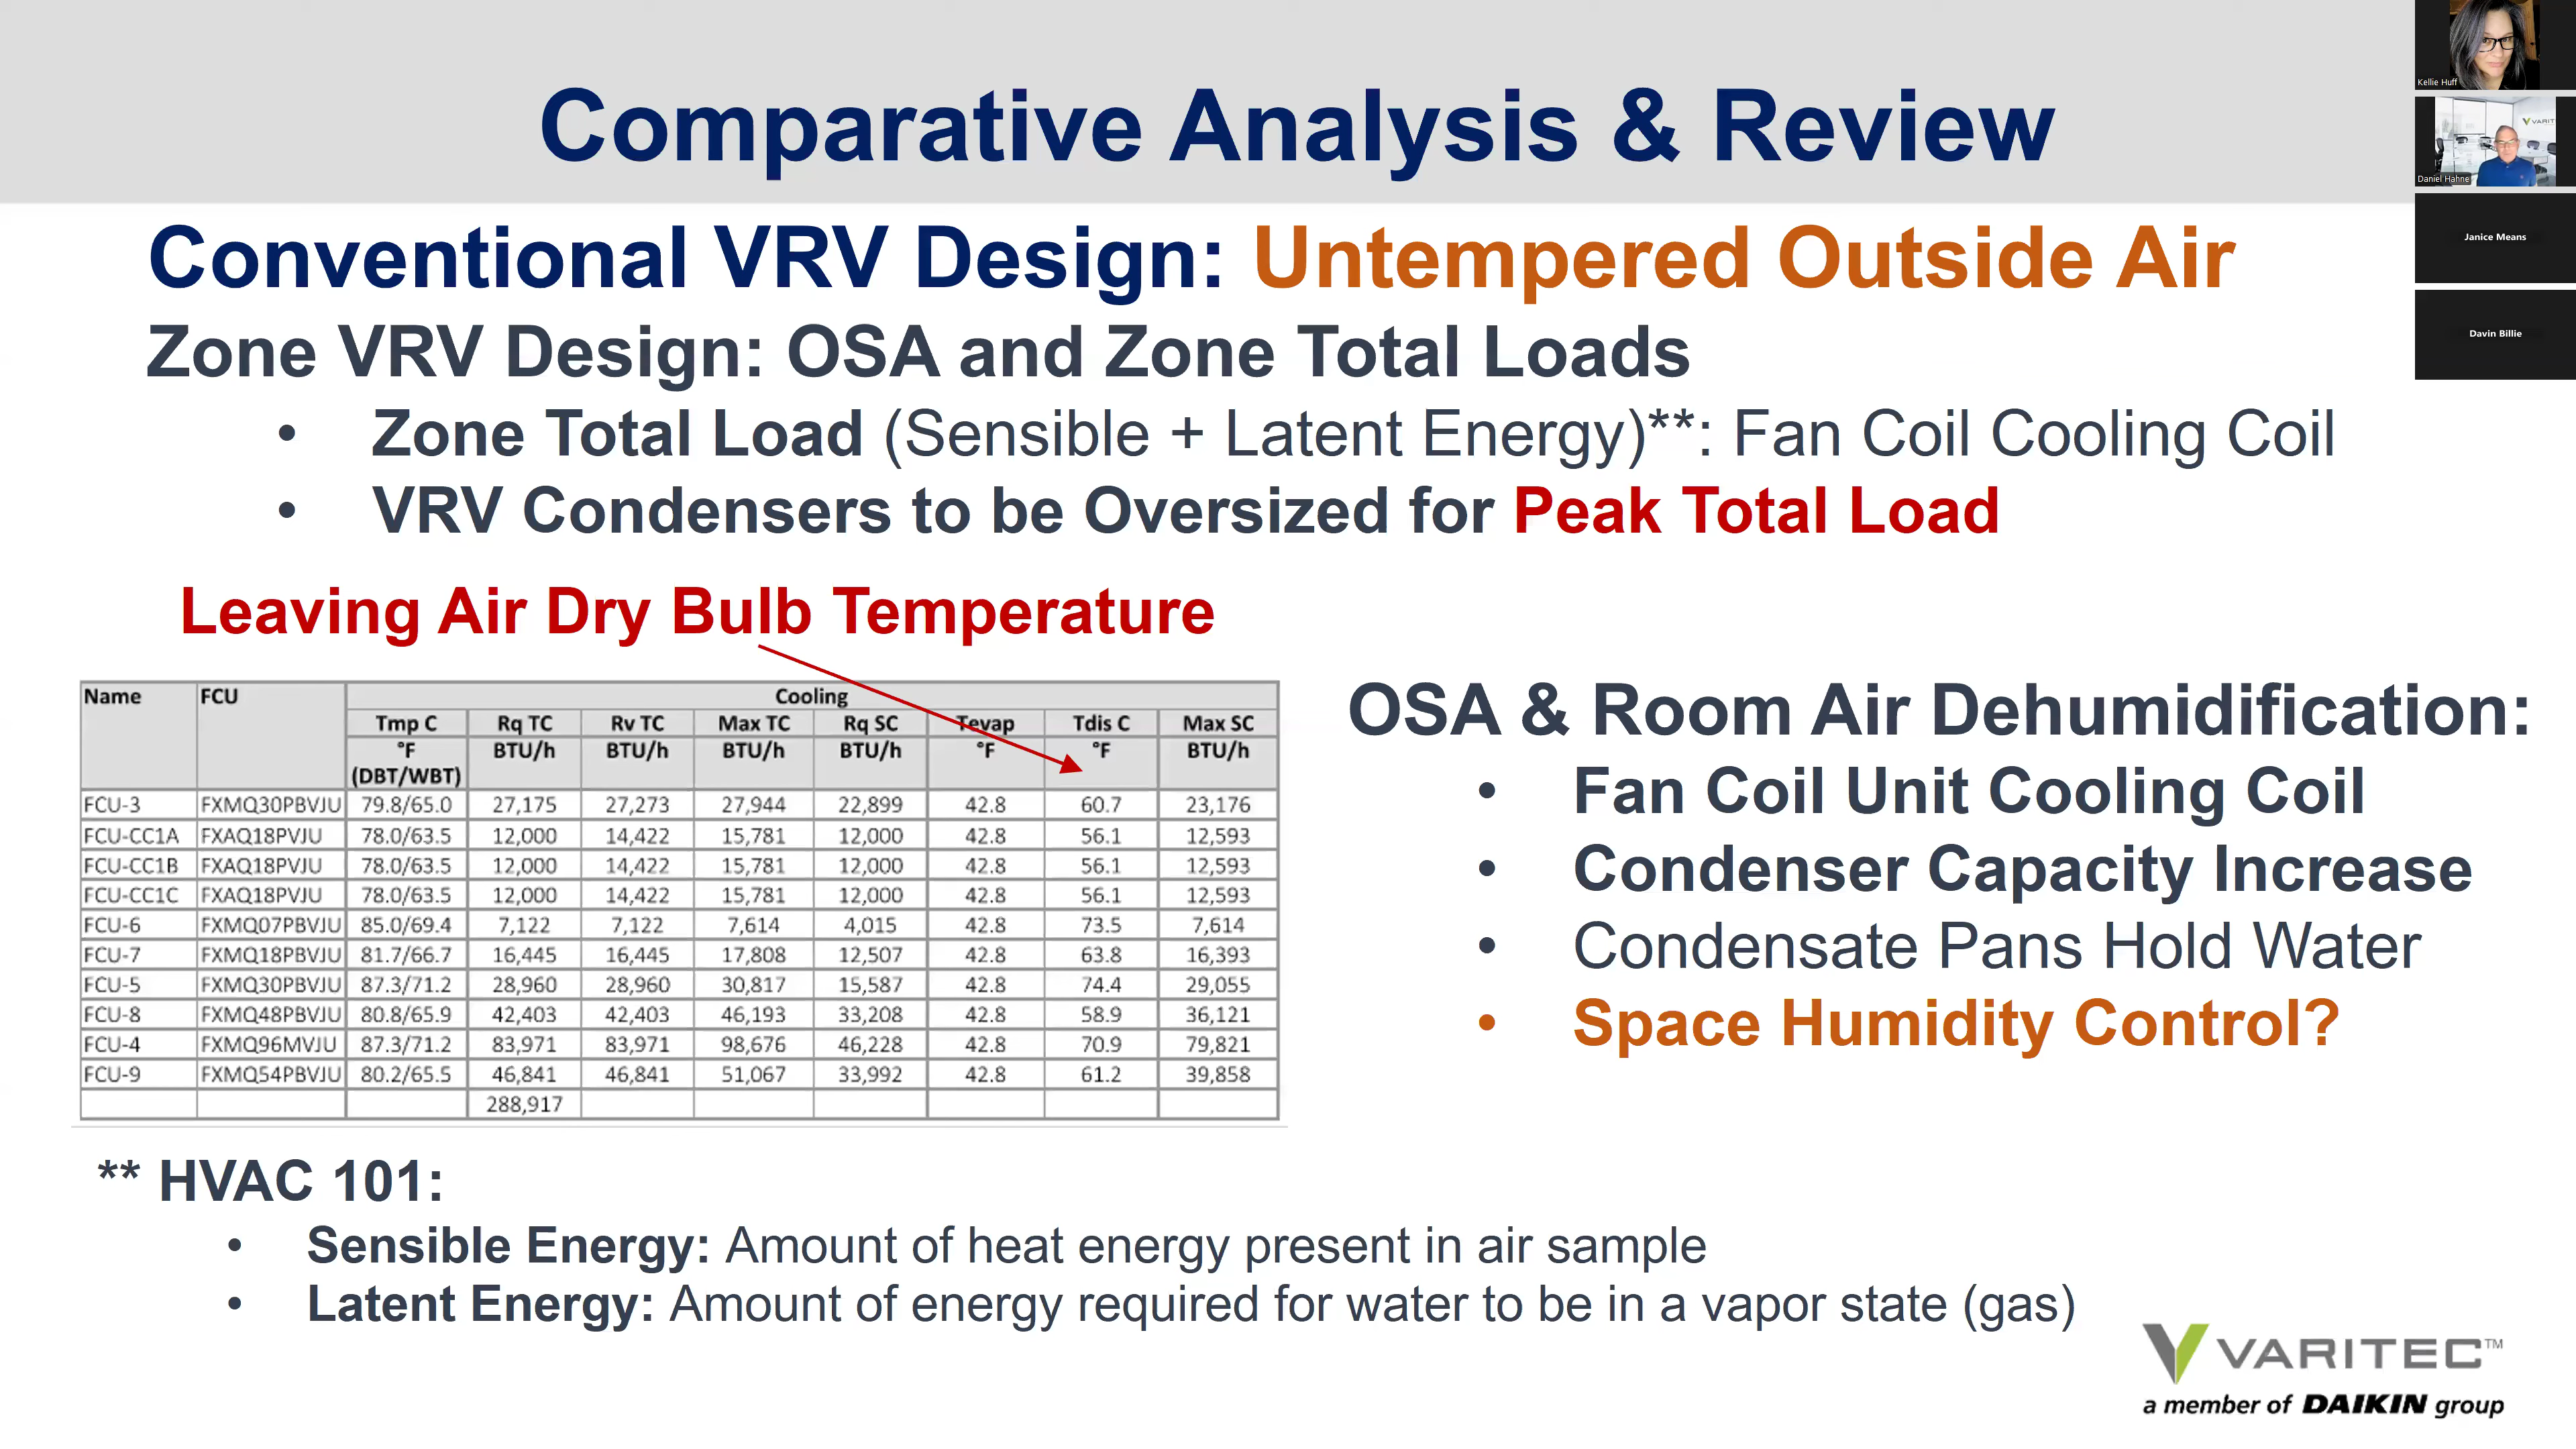 Comparative Analysis & Review
Conventional VRV Design: Untempered Outside Air
Zone VRV Design: OSA and Zone Total Loads
• Zone Total Load (Sensible + Latent Energy)**: Fan Coil Cooling Coil
• VRV Condensers to be Oversized for Peak Total Load
Leaving Air Dry Bulb Temperature
Name FCU Cooling
Tmp C Rq TC Rv TC Max TC Rq SC Tevap Tdis C Max SC
°F BTU/h BTU/h BTU/h BTU/h °F °F BTU/h
(DBT/WBT)
FCU-3 FXMQ30PBVJU 79.8/65.0 27,175 27,273 27,944 22,899 42.8 60.7 23,176
FCU-CC1A FXAQ18PVJU 78.0/63.5 12,000 14,422 15,781 12,000 42.8 56.1 12,593
FCU-CC1B FXAQ18PVJU 78.0/63.5 12,000 14,422 15,781 12,000 42.8 56.1 12,593
FCU-CC1C FXAQ18PVJU 78.0/63.5 12,000 14,422 15,781 12,000 42.8 56.1 12,593
FCU-6 FXMQ07PBVJU 85.0/69.4 7,122 7,122 7,614 4,015 42.8 73.5 7,614
FCU-7 FXMQ18PBVJU 81.7/66.7 16,445 16,445 17,808 12,507 42.8 63.8 16,393
FCU-5 FXMQ30PBVJU 87.3/71.2 28,960 28,960 30,817 15,587 42.8 74.4 29,055
FCU-8 FXMQ48PBVJU 80.8/65.9 42,403 42,403 46,193 33,208 42.8 58.9 36,121
FCU-4 FXMQ96MVJU 87.3/71.2 83,971 83,971 98,676 46,228 42.8 70.9 79,821
FCU-9 FXMQ54PBVJU 80.2/65.5 46,841 46,841 51,067 33,992 42.8 61.2 39,858
288,917
OSA & Room Air Dehumidification:
• Fan Coil Unit Cooling Coil
• Condenser Capacity Increase
• Condensate Pans Hold Water
• Space Humidity Control?
** HVAC 101:
• Sensible Energy: Amount of heat energy present in air sample
• Latent Energy: Amount of energy required for water to be in a vapor state (gas)
VARITEC™
a member of DAIKIN group
Kellie Huff
VARIT
Daniel Hahne
Janice Means
Davin Billie